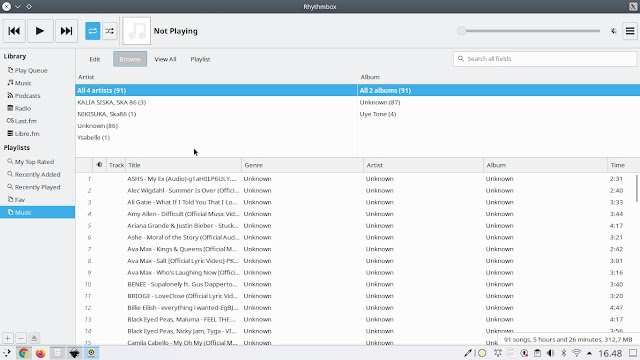 Rhythmbox
Not Playing
Library
Play Queue
Music
Podcasts
Radio
Last.fm
Libre.fm
Playlists
My Top Rated
Recently Added
Recently Played
Fav
Music
Edit Browse View All Playlist
Search all fields
Artist Album
All 4 artists (91) All 2 albums (91)
KALIA SISKA, SKA 86 (3) Unknown (87)
NIKISUKA, Ska86 (1) Uye Tone (4)
Unknown (86)
Ysabelle (1)
Track Title Genre Artist Album Time
1 ASHS - My Ex (Audio)-g1aH0LP6ULY.... Unknown Unknown Unknown 2:31
2 Alec Wigdahl - Summer Is Over (Offici... Unknown Unknown Unknown 2:40
3 Ali Gatie - What If I Told You That I Lo... Unknown Unknown Unknown 3:33
4 Amy Allen - Difficult (Official Music Vid... Unknown Unknown Unknown 3:44
5 Ariana Grande & Justin Bieber - Stuck... Unknown Unknown Unknown 4:17
6 Ashe - Moral of the Story (Official Aud... Unknown Unknown Unknown 3:21
7 Ava Max - Kings & Queens [Official M... Unknown Unknown Unknown 2:42
8 Ava Max - Salt [Official Lyric Video]-PK... Unknown Unknown Unknown 3:01
9 Ava Max - Who's Laughing Now [Offici... Unknown Unknown Unknown 3:16
10 BENEE - Supalonely ft. Gus Dapperto... Unknown Unknown Unknown 3:40
11 BRIDGE - LoveClose (Official Lyric Vid... Unknown Unknown Unknown 4:17
12 Billie Eilish - everything i wanted-EgBJ... Unknown Unknown Unknown 4:04
13 Black Eyed Peas, Maluma - FEEL THE ... Unknown Unknown Unknown
14 Black Eyed Peas, Nicky Jam, Tyga - VI... Unknown Unknown Unknown
15 Camila Cabello - My Oh My (Official M... Unknown Unknown Unknown
91 songs, 5 hours and 26 minutes, 312,7 MB
16.48